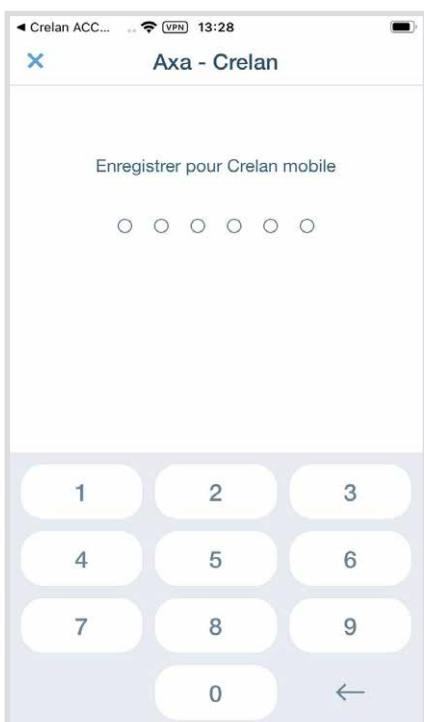 ◀ Crelan ACC... VPN 13:28
Axa - Crelan
Enregistrer pour Crelan mobile
1 2 3
4 5 6
7 8 9
0